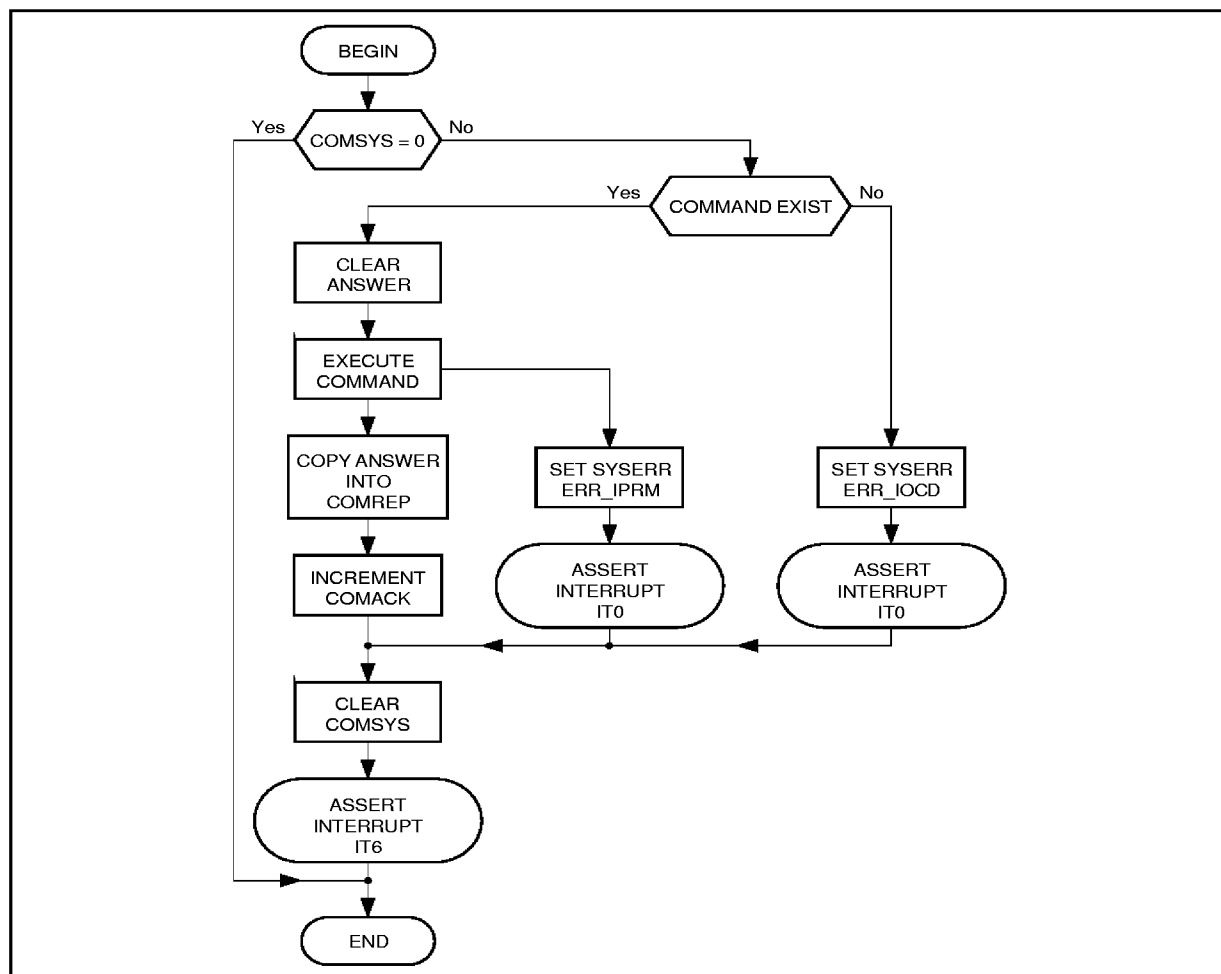 BEGIN
Yes
COMSYS = 0
No
Yes
COMMAND EXIST
No
CLEAR
ANSWER
EXECUTE
COMMAND
COPY ANSWER
INTO
COMREP
SET SYSERR
ERR_IPRM
SET SYSERR
ERR_IOCD
INCREMENT
COMACK
ASSERT
INTERRUPT
IT0
ASSERT
INTERRUPT
IT0
CLEAR
COMSYS
ASSERT
INTERRUPT
IT6
END